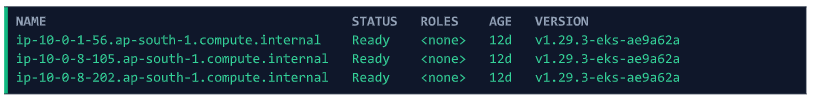 NAME STATUS ROLES AGE VERSION
ip-10-0-1-56.ap-south-1.compute.internal Ready <none> 12d v1.29.3-eks-ae9a62a
ip-10-0-8-105.ap-south-1.compute.internal Ready <none> 12d v1.29.3-eks-ae9a62a
ip-10-0-8-202.ap-south-1.compute.internal Ready <none> 12d v1.29.3-eks-ae9a62a